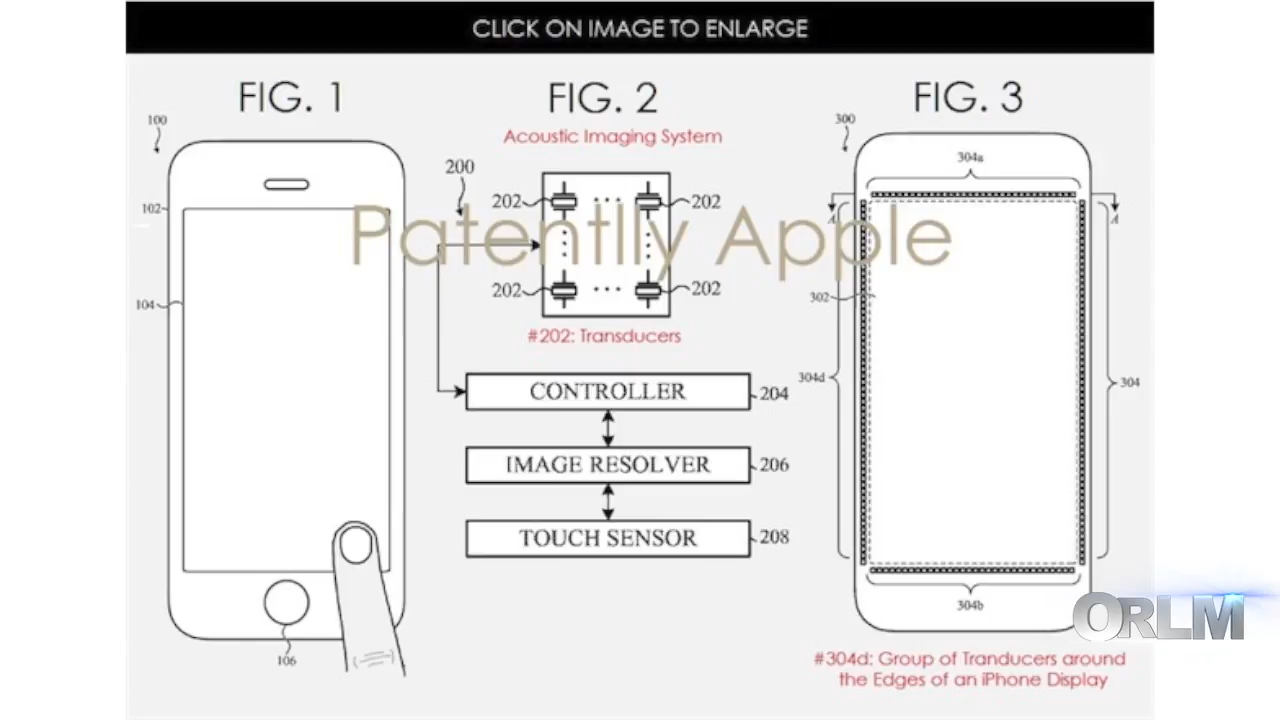 CLICK ON IMAGE TO ENLARGE
FIG. 1
FIG. 2
FIG. 3
Acoustic Imaging System
100
102
104
106
200
202
202
202
202
#202: Transducers
CONTROLLER
204
IMAGE RESOLVER
206
TOUCH SENSOR
208
300
304a
A
A
302
304d
304
304b
Patentlly Apple
#304d: Group of Tranducers around
the Edges of an iPhone Display
ORLM